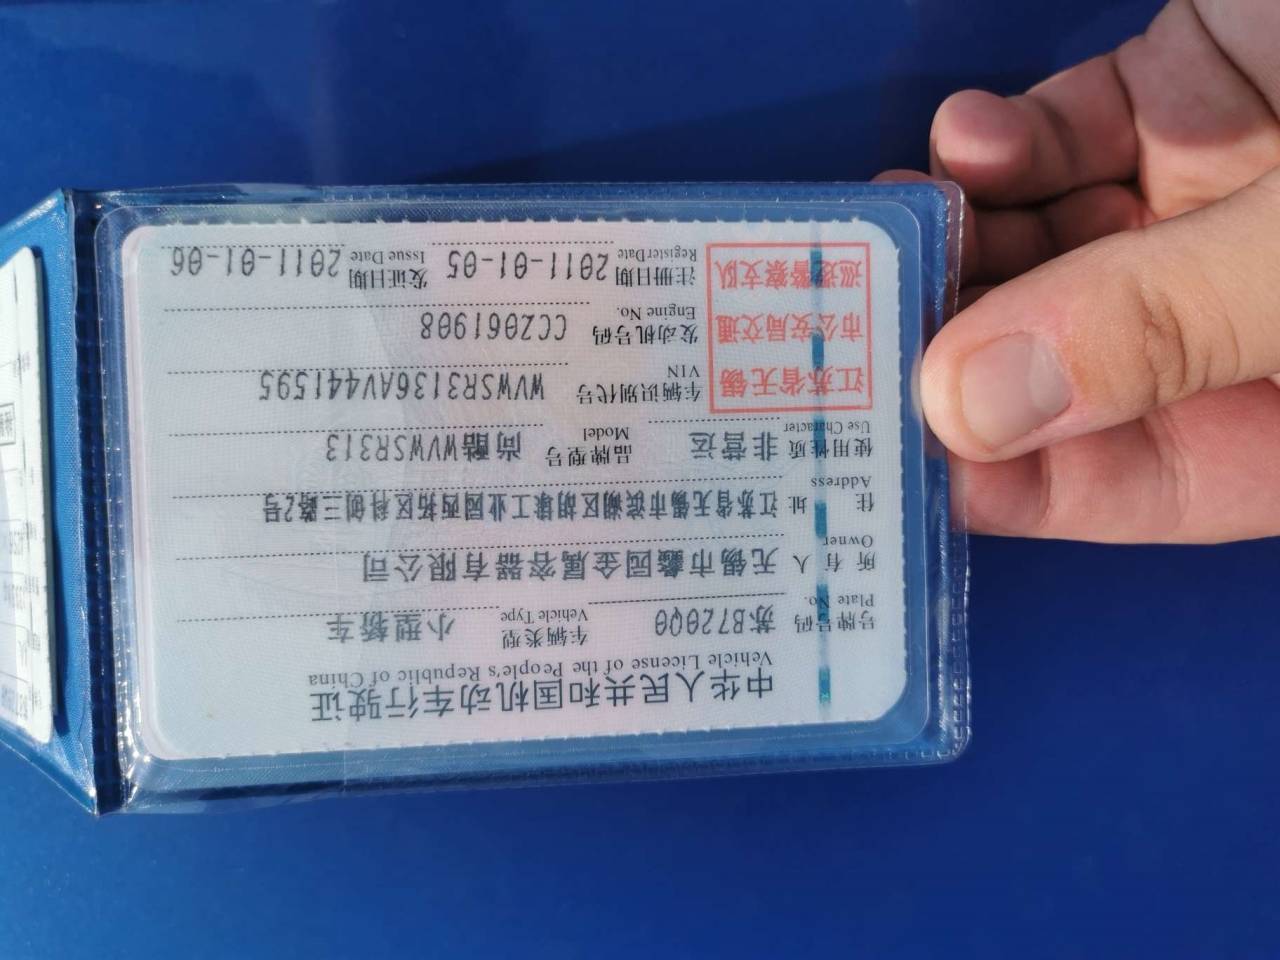 中华人民共和国机动车行驶证
Vehicle License of the People's Republic of China
号牌号码 苏B720Q0 车辆类型 小型轿车
Plate No. Vehicle Type
所有人 无锡市蠡园金属容器有限公司
Owner
住址 江苏省无锡市滨湖区胡埭工业园西拓区科创三路2号
Address
使用性质 非营运 品牌型号 尚酷WVWSR313
Use Character Model
江苏省无锡
市公安局交通
巡逻警察支队
车辆识别代号 WVWSR3136AV441595
VIN
发动机号码 CCZ061908
Engine No.
注册日期 2011-01-05 发证日期 2011-01-06
Register Date Issue Date